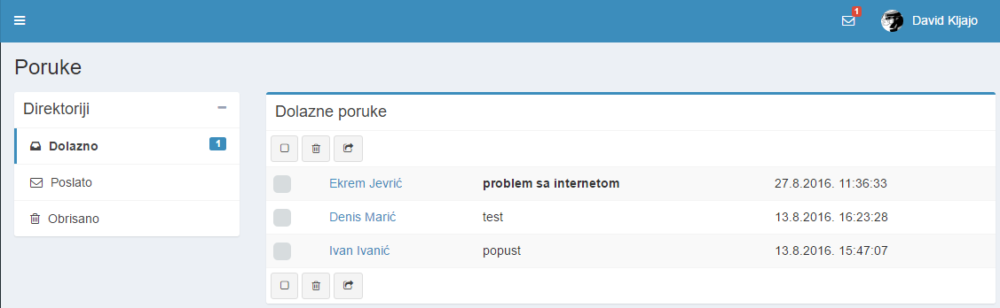 1
David Kljajo
Poruke
Direktoriji
Dolazno 1
Poslato
Obrisano
Dolazne poruke
Ekrem Jevrić problem sa internetom 27.8.2016. 11:36:33
Denis Marić test 13.8.2016. 16:23:28
Ivan Ivanić popust 13.8.2016. 15:47:07